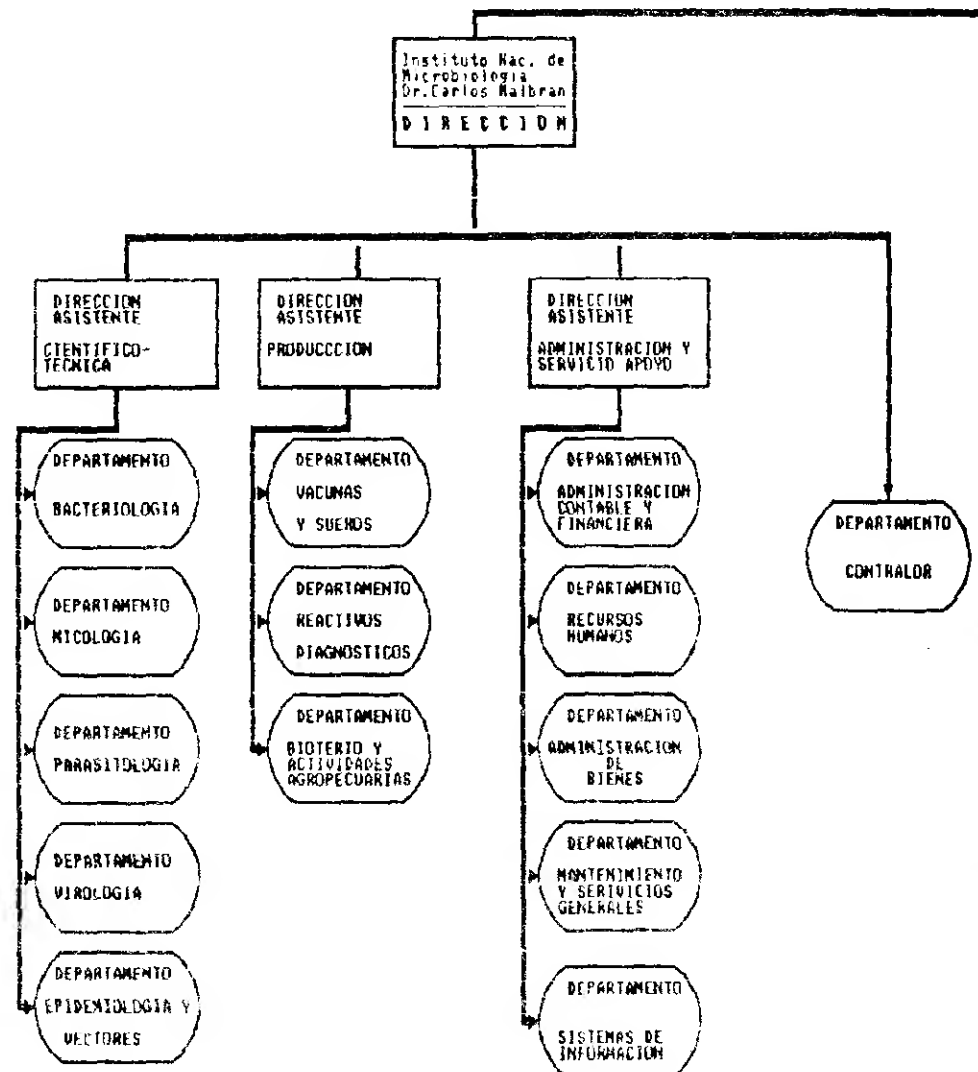 Instituto Nac. de
Microbiologia
Dr.Carlos Malbran
D I R E C C I O N
DIRECCION
ASISTENTE
CIENTIFICO-
TECNICA
DIRECCION
ASISTENTE
PRODUCCCION
DIRECCION
ASISTENTE
ADMINISTRACION Y
SERVICIO APOYO
DEPARTAMENTO
BACTERIOLOGIA
DEPARTAMENTO
MICOLOGIA
DEPARTAMENTO
PARASITOLOGIA
DEPARTAMENTO
VIROLOGIA
DEPARTAMENTO
EPIDEMIOLOGIA Y
VECTORES
DEPARTAMENTO
VACUNAS
Y SUEROS
DEPARTAMENTO
REACTIVOS
DIAGNOSTICOS
DEPARTAMENTO
BIOTERIO Y
ACTIVIDADES
AGROPECUARIAS
DEPARTAMENTO
ADMINISTRACION
CONTABLE Y
FINANCIERA
DEPARTAMENTO
RECURSOS
HUMANOS
DEPARTAMENTO
ADMINISTRACION
DE
BIENES
DEPARTAMENTO
MANTENIMIENTO
Y SERIVICIOS
GENERALES
DEPARTAMENTO
SISTEMAS DE
INFORMACION
DEPARTAMENTO
CONTRALOR